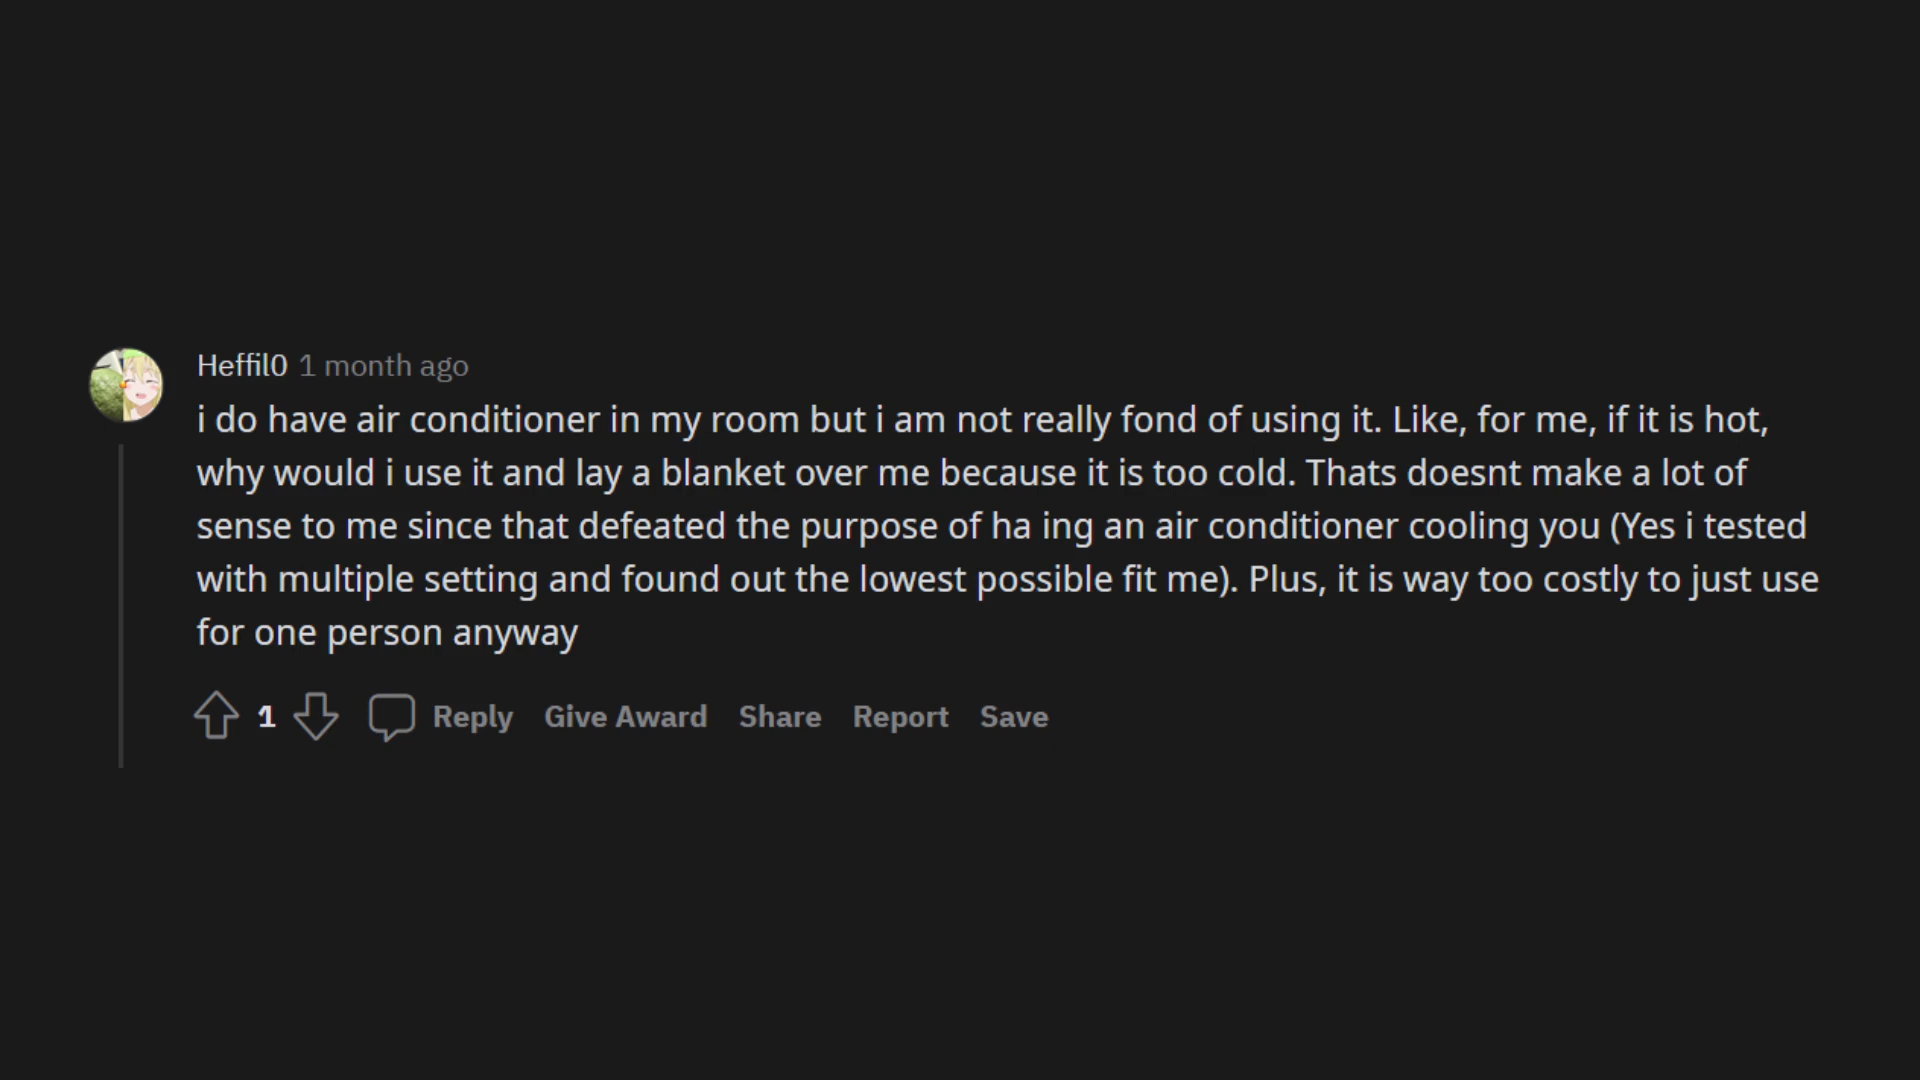 Heffil0 1 month ago
i do have air conditioner in my room but i am not really fond of using it. Like, for me, if it is hot,
why would i use it and lay a blanket over me because it is too cold. Thats doesnt make a lot of
sense to me since that defeated the purpose of ha ing an air conditioner cooling you (Yes i tested
with multiple setting and found out the lowest possible fit me). Plus, it is way too costly to just use
for one person anyway
1 Reply Give Award Share Report Save